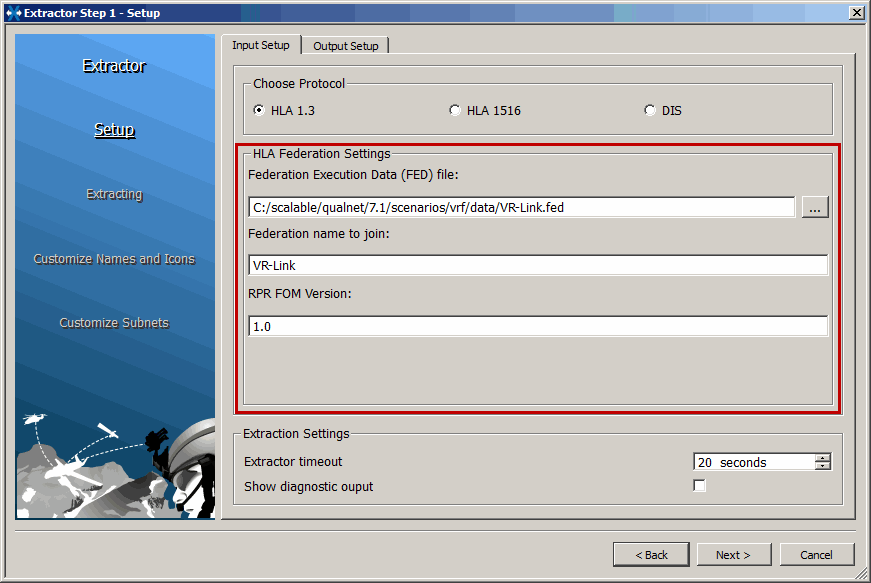 Extractor Step 1 - Setup
Extractor
Setup
Extracting
Customize Names and Icons
Customize Subnets
Input Setup
Output Setup
Choose Protocol
HLA 1.3
HLA 1516
DIS
HLA Federation Settings
Federation Execution Data (FED) file:
C:/scalable/qualnet/7.1/scenarios/vrf/data/VR-Link.fed
...
Federation name to join:
VR-Link
RPR FOM Version:
1.0
Extraction Settings
Extractor timeout
20 seconds
Show diagnostic ouput
< Back
Next >
Cancel